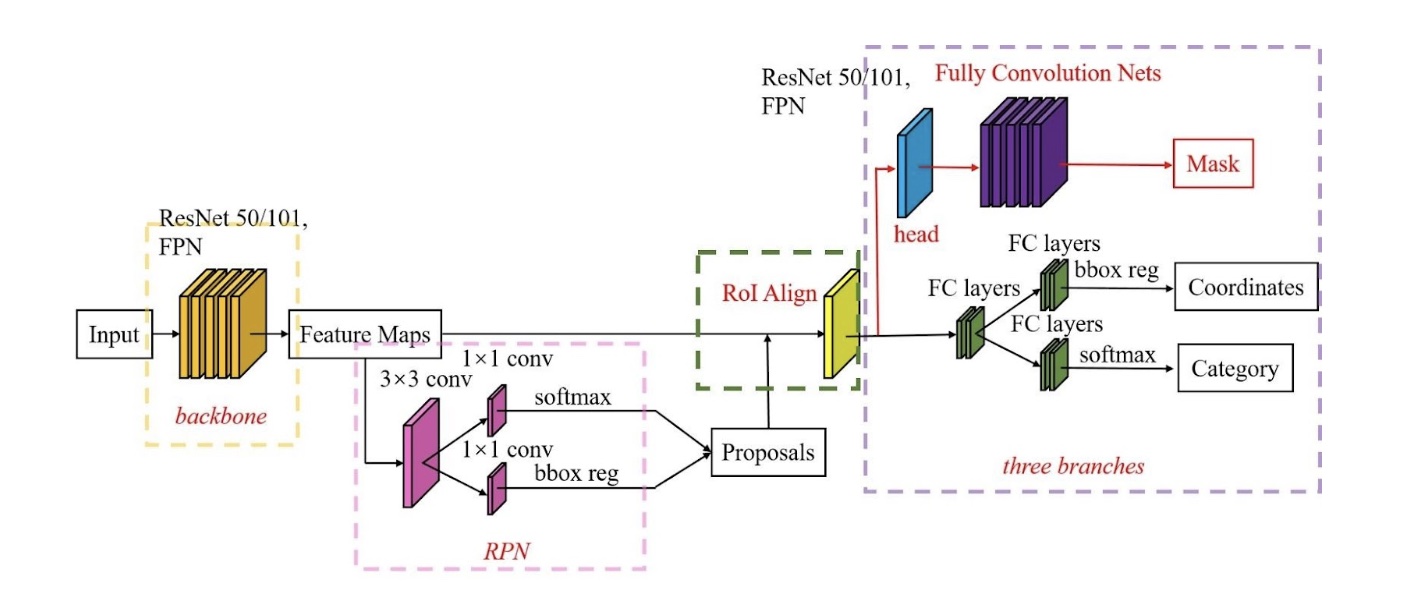 ResNet 50/101,
FPN
Fully Convolution Nets
Mask
head
ResNet 50/101,
FPN
FC layers
bbox reg
Coordinates
RoI Align
FC layers
FC layers
softmax
Category
Input
Feature Maps
backbone
3×3 conv
1×1 conv
softmax
1×1 conv
bbox reg
Proposals
RPN
three branches